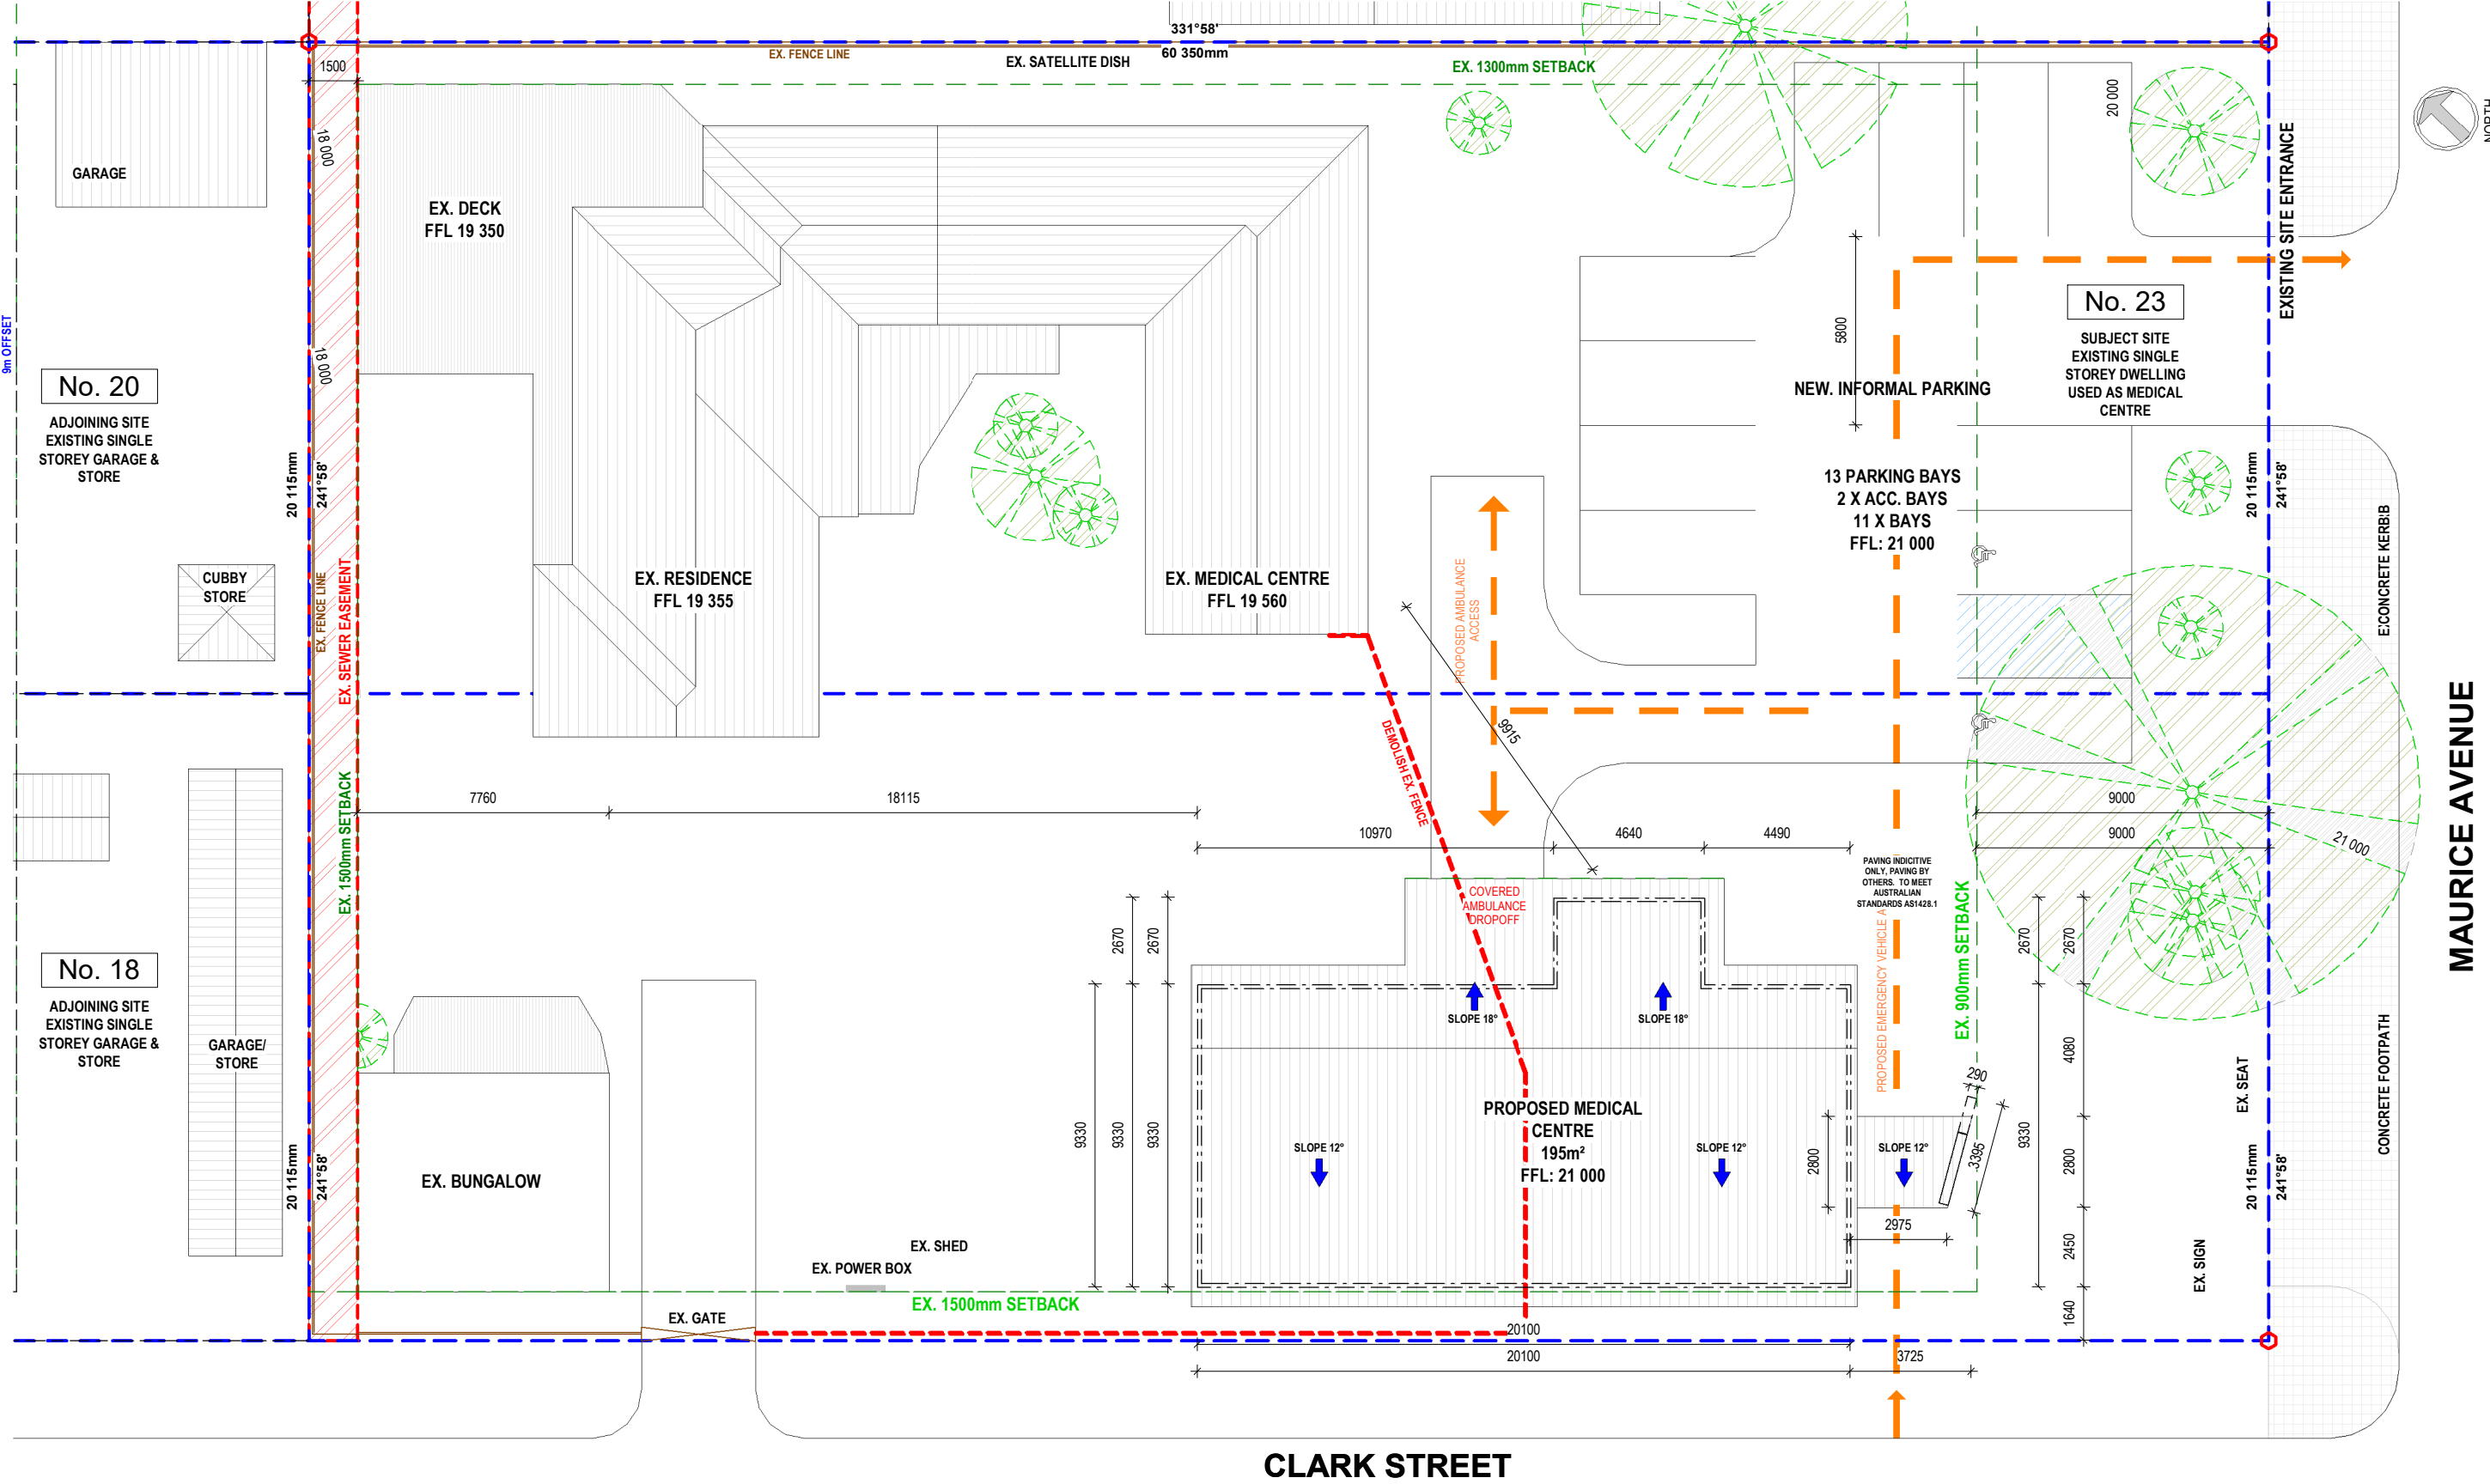 331°58'
60 350mm
EX. FENCE LINE
EX. SATELLITE DISH
EX. 1300mm SETBACK
1500
18 000
20 000
NORTH
GARAGE
EX. DECK
FFL 19 350
EXISTING SITE ENTRANCE
9m OFFSET
18 000
5800
No. 23
SUBJECT SITE
EXISTING SINGLE
STOREY DWELLING
USED AS MEDICAL
CENTRE
No. 20
ADJOINING SITE
EXISTING SINGLE
STOREY GARAGE &
STORE
NEW. INFORMAL PARKING
13 PARKING BAYS
2 X ACC. BAYS
11 X BAYS
FFL: 21 000
20 115mm
241°58'
20 115mm
241°58'
CUBBY
STORE
EX. FENCE LINE
EX. SEWER EASEMENT
EX. RESIDENCE
FFL 19 355
EX. MEDICAL CENTRE
FFL 19 560
PROPOSED AMBULANCE
ACCESS
CONCRETE KERB
9915
DEMOLISH EX. FENCE
MAURICE AVENUE
EX. 1500mm SETBACK
7760
18115
10970
4640
4490
9000
9000
21 000
PAVING INDICITIVE
ONLY, PAVING BY
OTHERS. TO MEET
AUSTRALIAN
STANDARDS AS1428.1
COVERED
AMBULANCE
DROPOFF
PROPOSED EMERGENCY VEHICLE A
EX. 900mm SETBACK
2670
2670
2670
2670
No. 18
ADJOINING SITE
EXISTING SINGLE
STOREY GARAGE &
STORE
GARAGE/
STORE
SLOPE 18°
SLOPE 18°
4080
290
EX. SEAT
CONCRETE FOOTPATH
9330
9330
9330
PROPOSED MEDICAL
CENTRE
195m²
FFL: 21 000
SLOPE 12°
SLOPE 12°
SLOPE 12°
2800
3395
9330
2800
20 115mm
241°58'
20 115mm
241°58'
EX. BUNGALOW
2975
2450
EX. SHED
EX. POWER BOX
EX. SIGN
EX. 1500mm SETBACK
EX. GATE
1640
20100
20100
3725
CLARK STREET